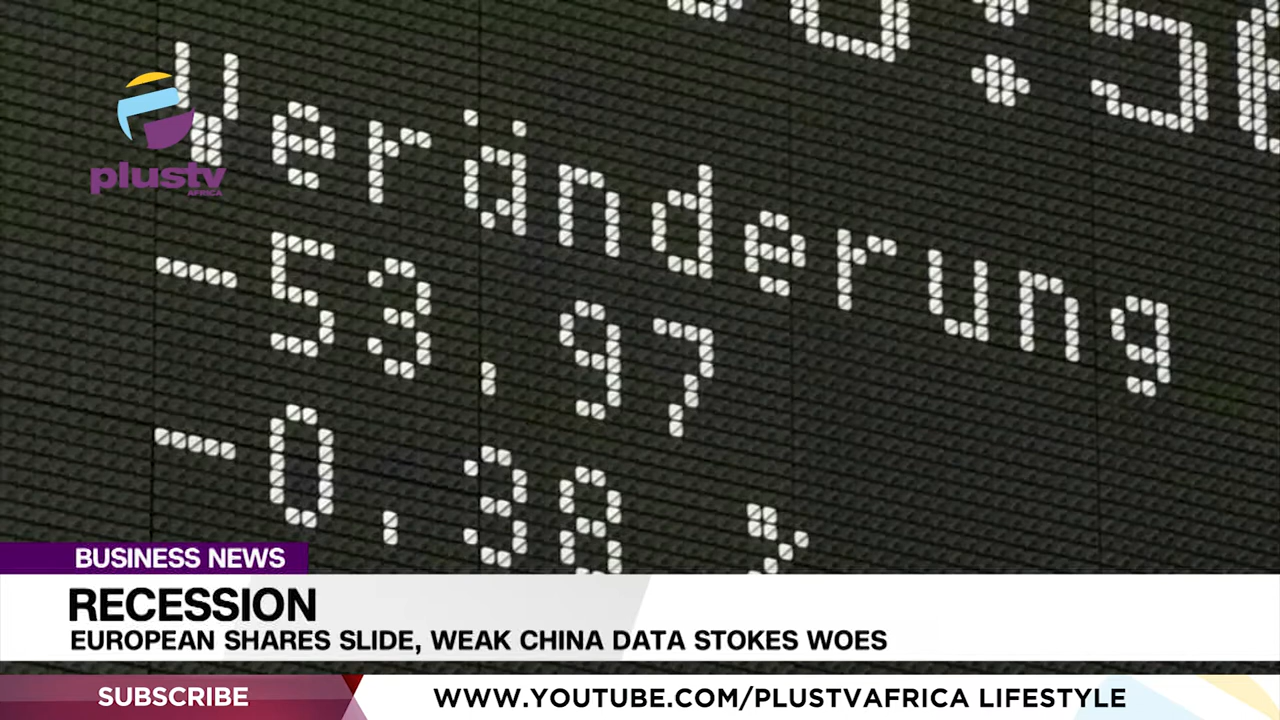 Veränderung
-53,97
-0,38 %
plustv
AFRICA
BUSINESS NEWS
RECESSION
EUROPEAN SHARES SLIDE, WEAK CHINA DATA STOKES WOES
SUBSCRIBE
WWW.YOUTUBE.COM/PLUSTVAFRICA LIFESTYLE